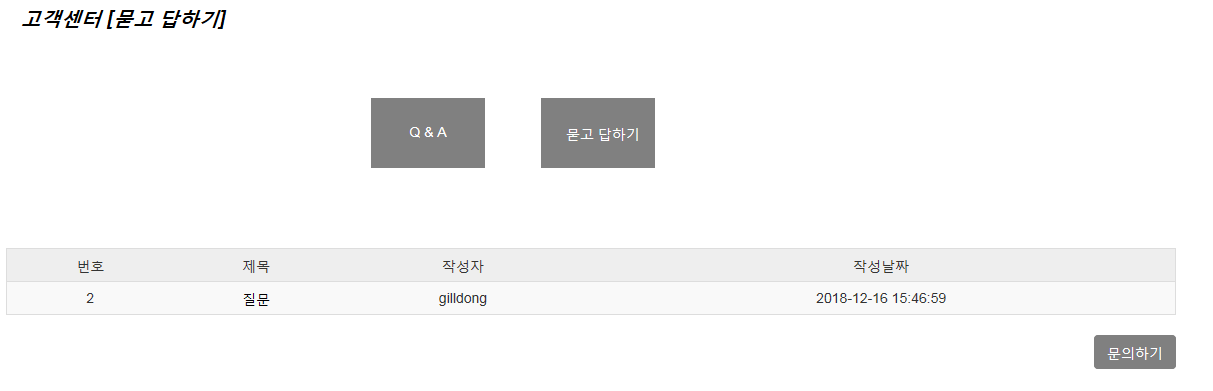 고객센터 [묻고 답하기]
Q & A 묻고 답하기
번호 제목 작성자 작성날짜
2 질문 gilldong 2018-12-16 15:46:59
문의하기